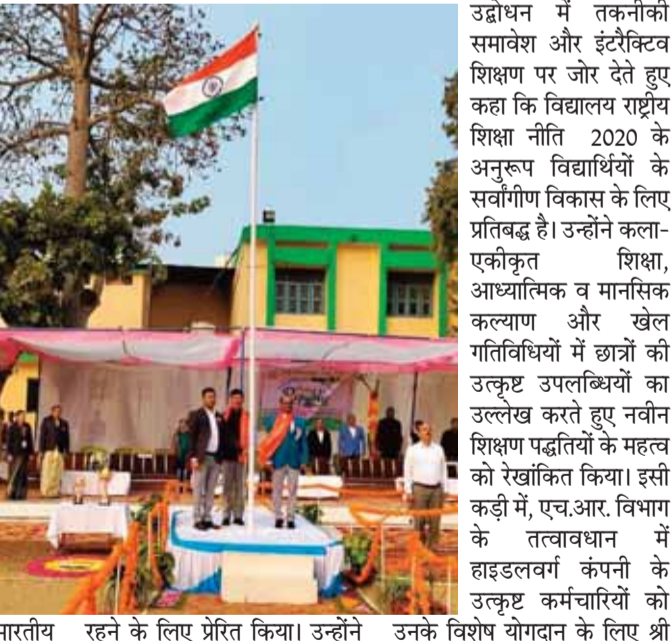 उद्बोधन में तकनीकी
समावेश और इंटरैक्टिव
शिक्षण पर जोर देते हुए
कहा कि विद्यालय राष्ट्रीय
शिक्षा नीति 2020 के
अनुरूप विद्यार्थियों के
सर्वांगीण विकास के लिए
प्रतिबद्ध है। उन्होंने कला-
एकीकृत शिक्षा,
आध्यात्मिक व मानसिक
कल्याण और खेल
गतिविधियों में छात्रों की
उत्कृष्ट उपलब्धियों का
उल्लेख करते हुए नवीन
शिक्षण पद्धतियों के महत्व
को रेखांकित किया। इसी
कड़ी में, एच.आर. विभाग
के तत्वावधान में
हाइडलवर्ग कंपनी के
उत्कृष्ट कर्मचारियों को
रहने के लिए प्रेरित किया। उन्होंने
उनके विशेष योगदान के लिए श्री